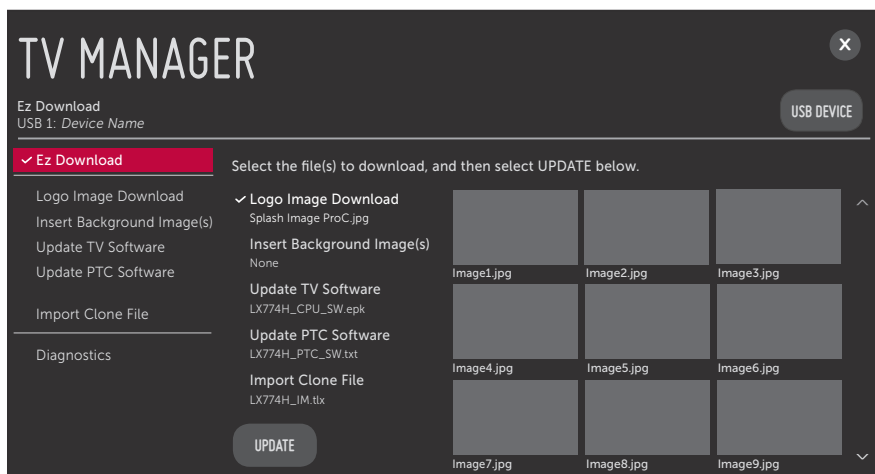 TV MANAGER
X
Ez Download
USB 1: Device Name
USB DEVICE
Ez Download
Logo Image Download
Insert Background Image(s)
Update TV Software
Update PTC Software
Import Clone File
Diagnostics
Select the file(s) to download, and then select UPDATE below.
Logo Image Download
Splash Image ProC.jpg
Insert Background Image(s)
None
Update TV Software
LX774H_CPU_SW.epk
Update PTC Software
LX774H_PTC_SW.txt
Import Clone File
LX774H_IM.tlx
UPDATE
Image1.jpg
Image2.jpg
Image3.jpg
Image4.jpg
Image5.jpg
Image6.jpg
Image7.jpg
Image8.jpg
Image9.jpg